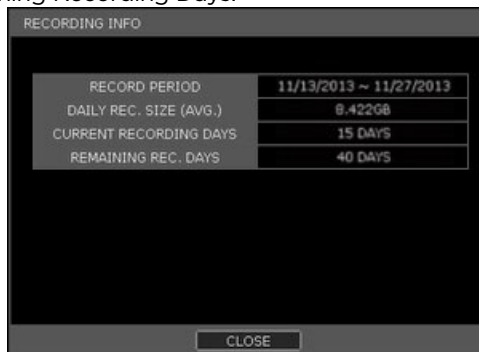 Recording Days.
RECORDING INFO
RECORD PERIOD 11/13/2013 ~ 11/27/2013
DAILY REC. SIZE (AVG.) 8.422GB
CURRENT RECORDING DAYS 15 DAYS
REMAINING REC. DAYS 40 DAYS
CLOSE